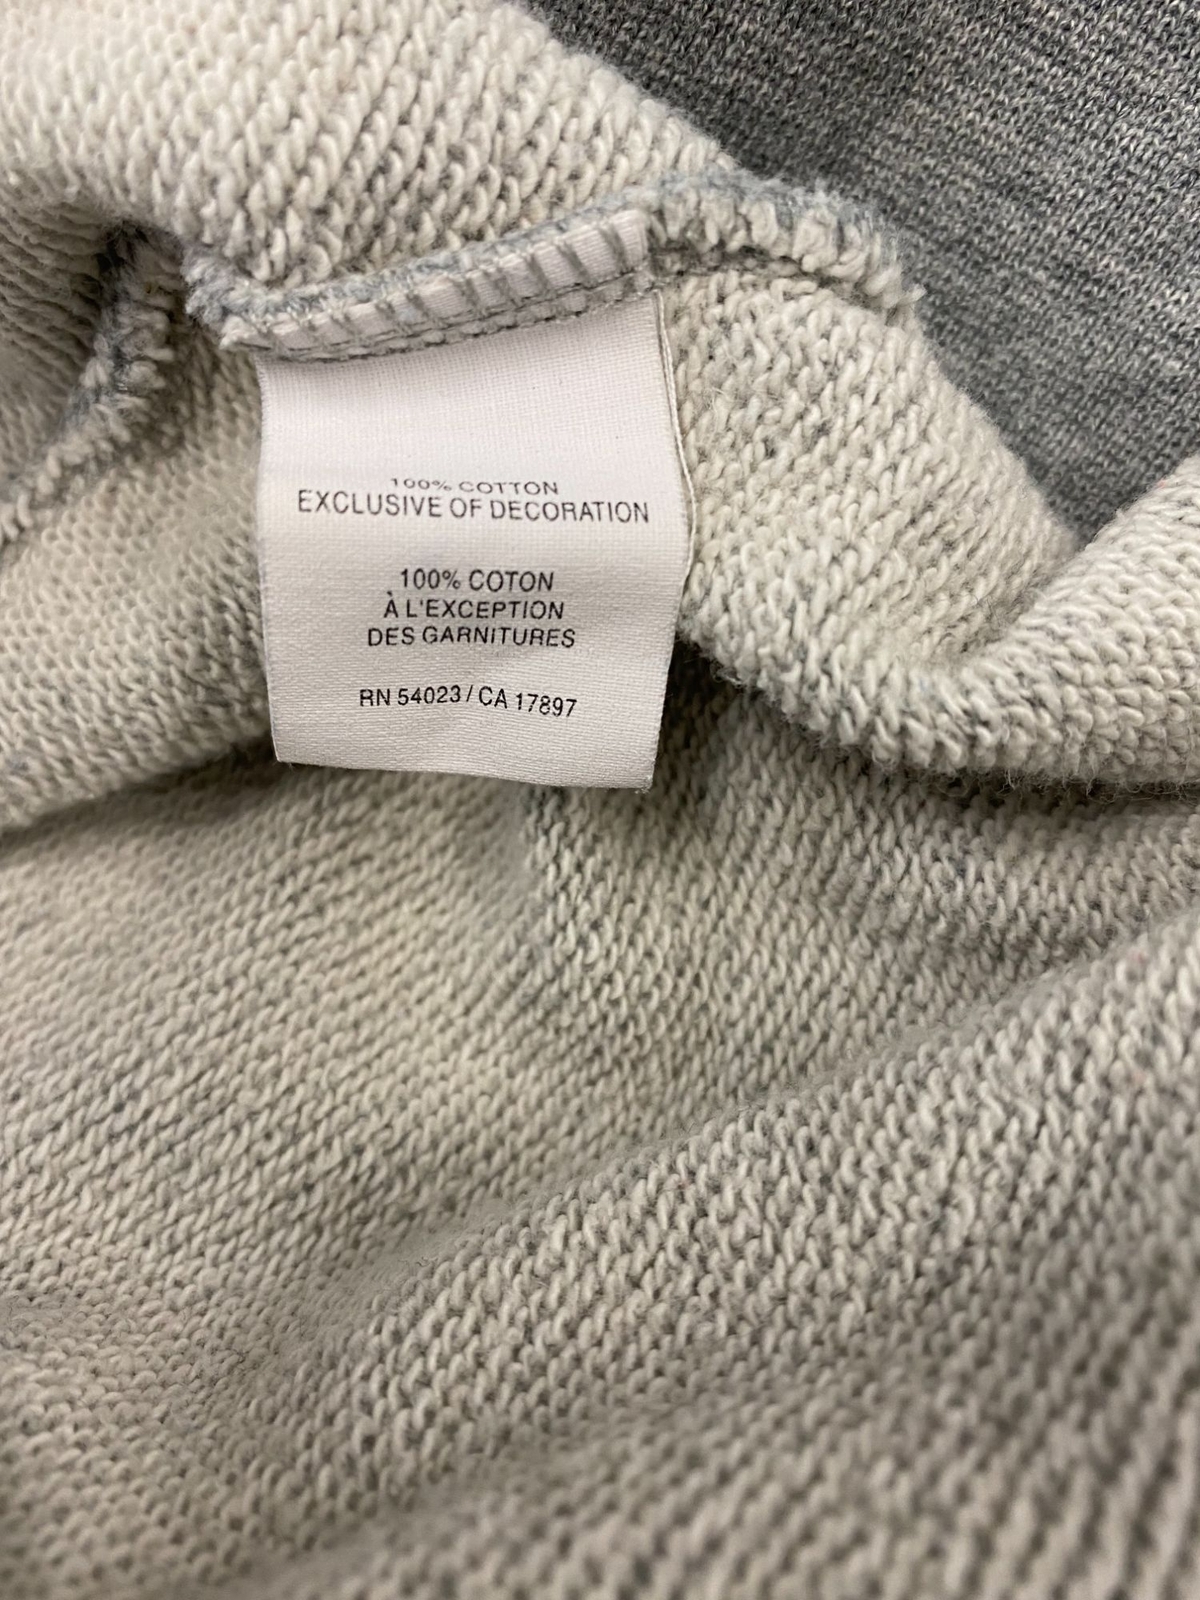 100% COTTON
EXCLUSIVE OF DECORATION
100% COTON
À L'EXCEPTION
DES GARNITURES
RN 54023 / CA 17897